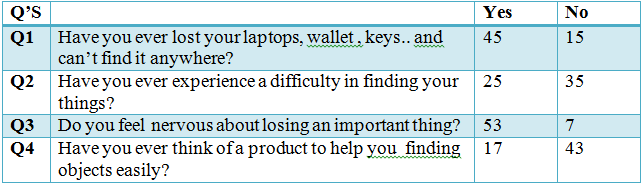 Q'S Yes No
Q1 Have you ever lost your laptops, wallet , keys.. and 45 15
can't find it anywhere?
Q2 Have you ever experience a difficulty in finding your 25 35
things?
Q3 Do you feel nervous about losing an important thing? 53 7
Q4 Have you ever think of a product to help you finding 17 43
objects easily?